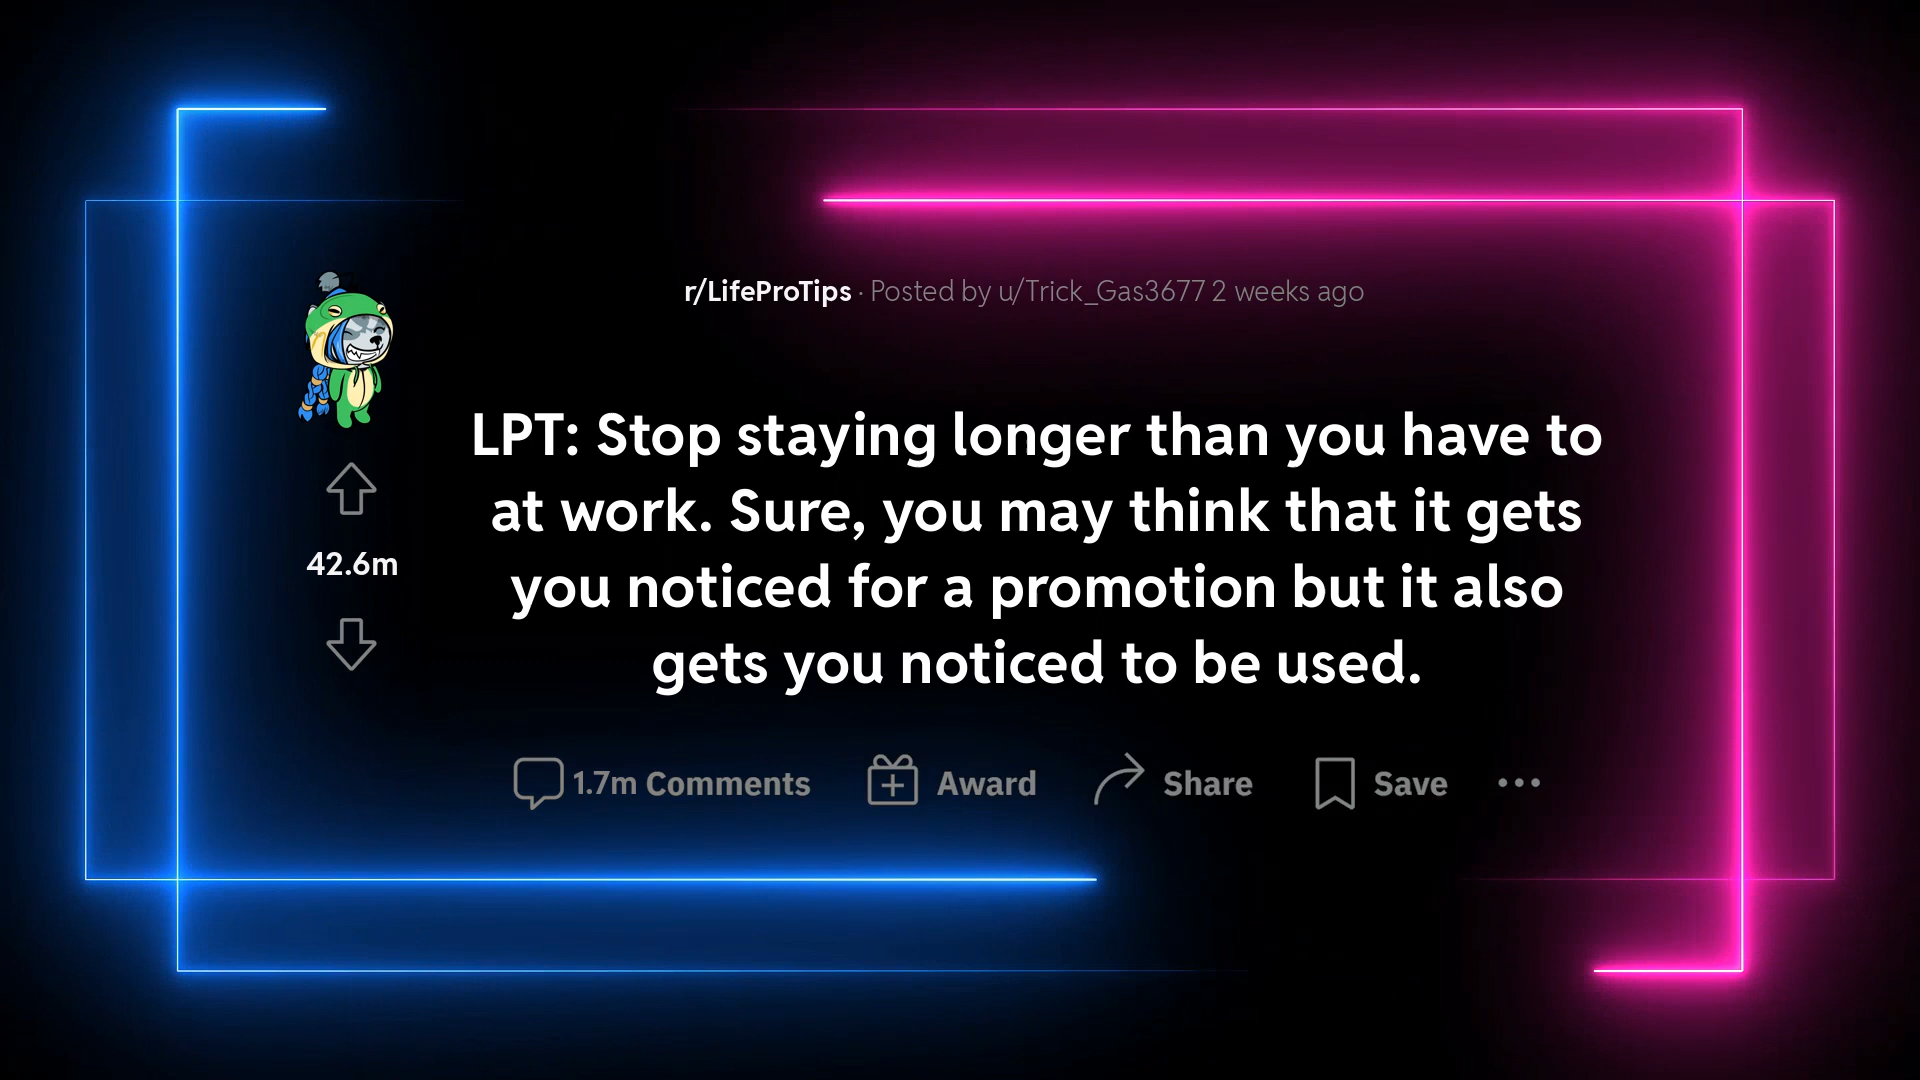 r/LifeProTips · Posted by u/Trick_Gas3677 2 weeks ago
LPT: Stop staying longer than you have to
at work. Sure, you may think that it gets
you noticed for a promotion but it also
gets you noticed to be used.
42.6m
1.7m Comments Award Share Save